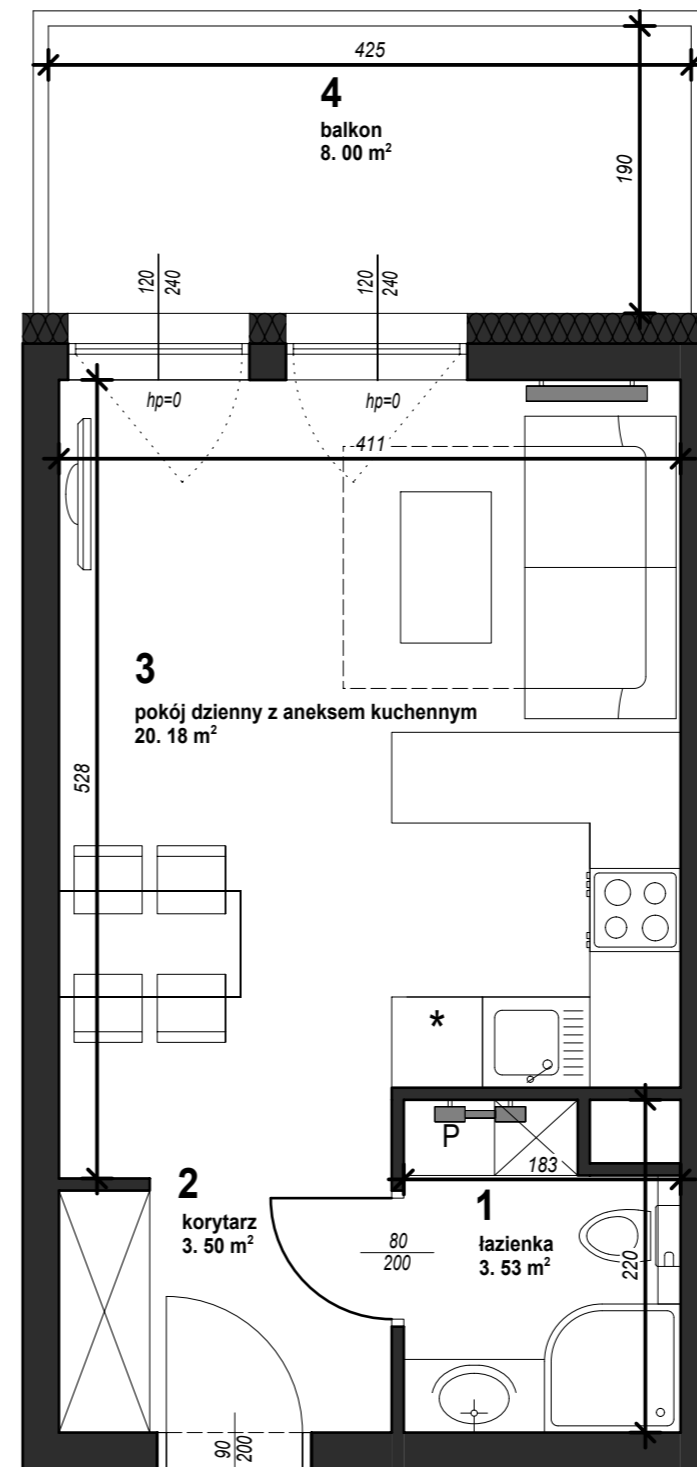 425
4
balkon
8. 00 m²
190
120
240
120
240
hp=0
hp=0
411
3
pokój dzienny z aneksem kuchennym
20. 18 m²
528
*
P
183
2
korytarz
3. 50 m²
1
łazienka
3. 53 m²
80
200
220
90
200